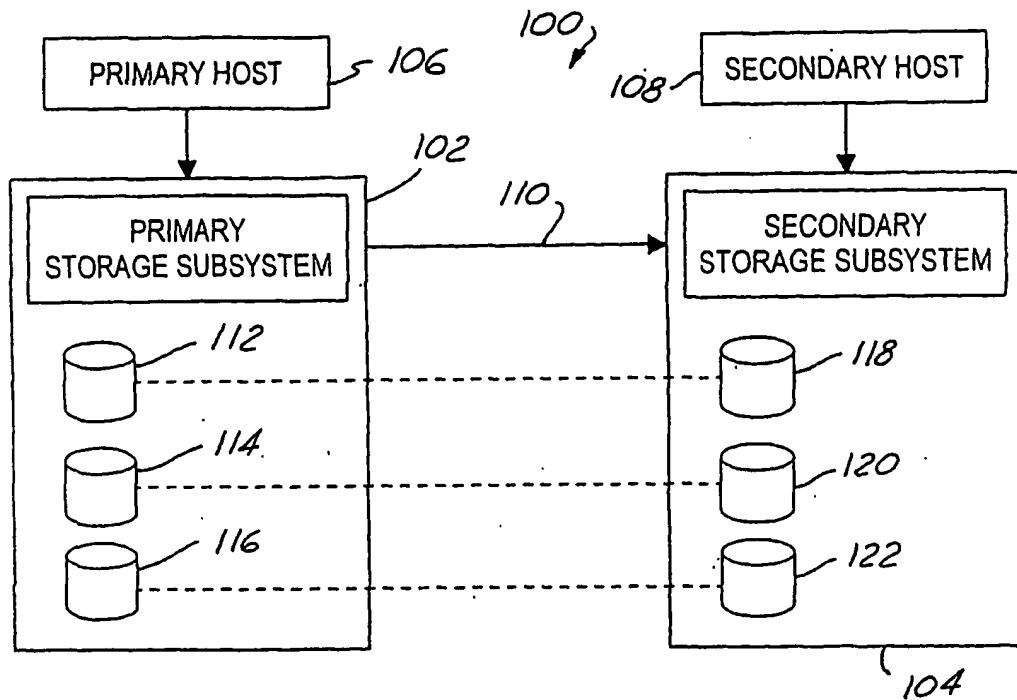 100
PRIMARY HOST
106
SECONDARY HOST
108
102
110
PRIMARY
STORAGE SUBSYSTEM
SECONDARY
STORAGE SUBSYSTEM
112
118
114
120
116
122
104